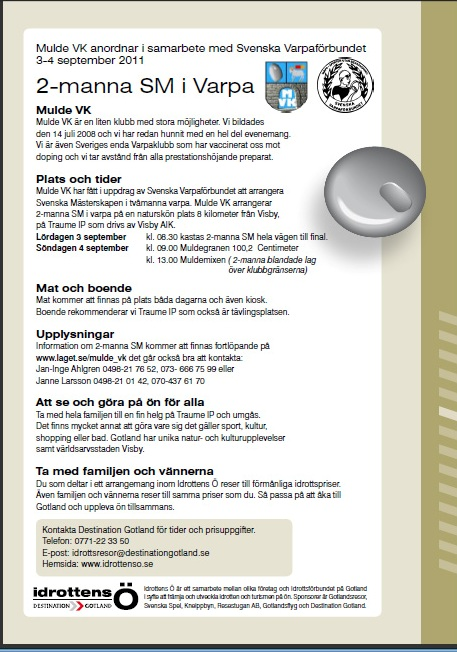 Mulde VK anordnar i samarbete med Svenska Varpaförbundet
3-4 september 2011
2-manna SM i Varpa
M
VK
SVENSKA
VARPAFÖRBUNDET
Mulde VK
Mulde VK är en liten klubb med stora möjligheter. Vi bildades
den 14 juli 2008 och vi har redan hunnit med en hel del evenemang.
Vi är även Sveriges enda Varpaklubb som har vaccinerat oss mot
doping och vi tar avstånd från alla prestationshöjande preparat.
Plats och tider
Mulde VK har fått i uppdrag av Svenska Varpaförbundet att arrangera
Svenska Mästerskapen i tvåmanna varpa. Mulde VK arrangerar
2-manna SM i varpa på en naturskön plats 8 kilometer från Visby,
på Traume IP som drivs av Visby AIK.
Lördagen 3 september kl. 08.30 kastas 2-manna SM hela vägen till final.
Söndagen 4 september kl. 09.00 Muldegranen 100,2 Centimeter
kl. 13.00 Muldemixen ( 2-manna blandade lag
över klubbgränserna)
Mat och boende
Mat kommer att finnas på plats båda dagarna och även kiosk.
Boende rekommenderar vi Traume IP som också är tävlingsplatsen.
Upplysningar
Information om 2-manna SM kommer att finnas fortlöpande på
www.laget.se/mulde_vk det går också bra att kontakta:
Jan-Inge Ahlgren 0498-21 76 52, 073- 666 75 99 eller
Janne Larsson 0498-21 01 42, 070-437 61 70
Att se och göra på ön för alla
Ta med hela familjen till en fin helg på Traume IP och umgås.
Det finns mycket annat att göra vare sig det gäller sport, kultur,
shopping eller bad. Gotland har unika natur- och kulturupplevelser
samt världsarvsstaden Visby.
Ta med familjen och vännerna
Du som deltar i ett arrangemang inom Idrottens Ö reser till förmånliga idrottspriser.
Även familjen och vännerna reser till samma priser som du. Så passa på att åka till
Gotland och uppleva ön tillsammans.
Kontakta Destination Gotland för tider och prisuppgifter.
Telefon: 0771-22 33 50
E-post: idrottsresor@destinationgotland.se
Hemsida: www.idrottenso.se
idrottens Ö
DESTINATION GOTLAND
Idrottens Ö är ett samarbete mellan olika företag och Idrottsförbundet på Gotland
i syfte att främja och utveckla idrotten och turismen på ön. Sponsorer är Gotlandsresor,
Svenska Spel, Kneippbyn, Resestugan AB, Gotlandsflyg och Destination Gotland.